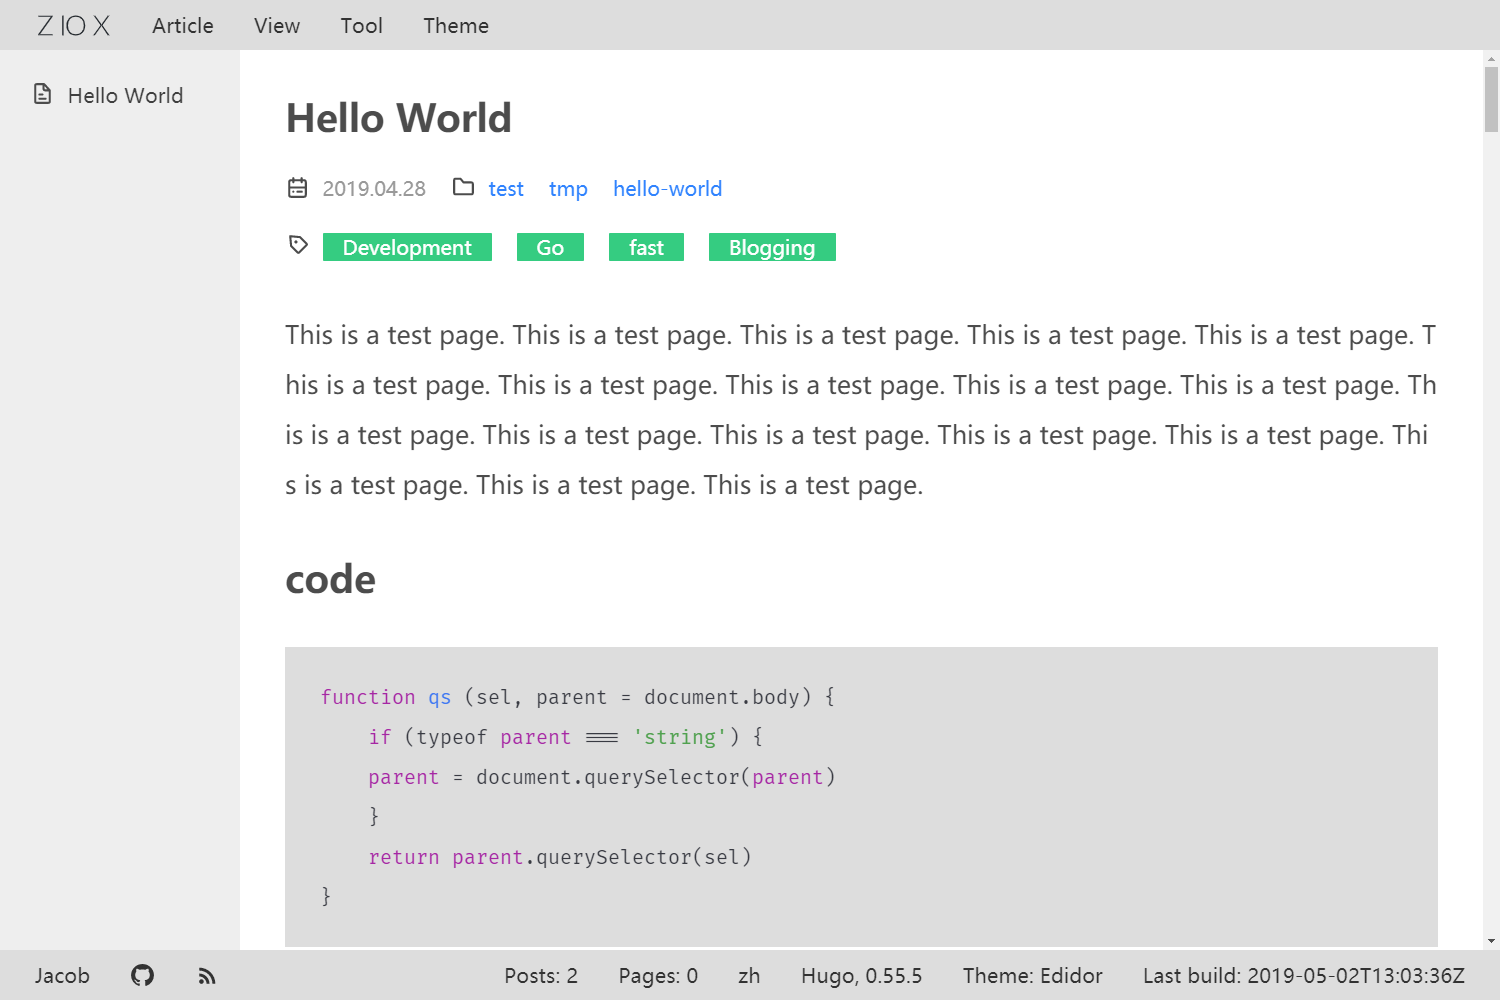 ZIOX Article View Tool Theme
Hello World
Hello World
2019.04.28 test tmp hello-world
Development Go fast Blogging
This is a test page. This is a test page. This is a test page. This is a test page. This is a test page. T
his is a test page. This is a test page. This is a test page. This is a test page. This is a test page. Th
is is a test page. This is a test page. This is a test page. This is a test page. This is a test page. Thi
s is a test page. This is a test page. This is a test page.
code
function qs (sel, parent = document.body) {
    if (typeof parent === 'string') {
    parent = document.querySelector(parent)
    }
    return parent.querySelector(sel)
}
Jacob Posts: 2 Pages: 0 zh Hugo, 0.55.5 Theme: Edidor Last build: 2019-05-02T13:03:36Z